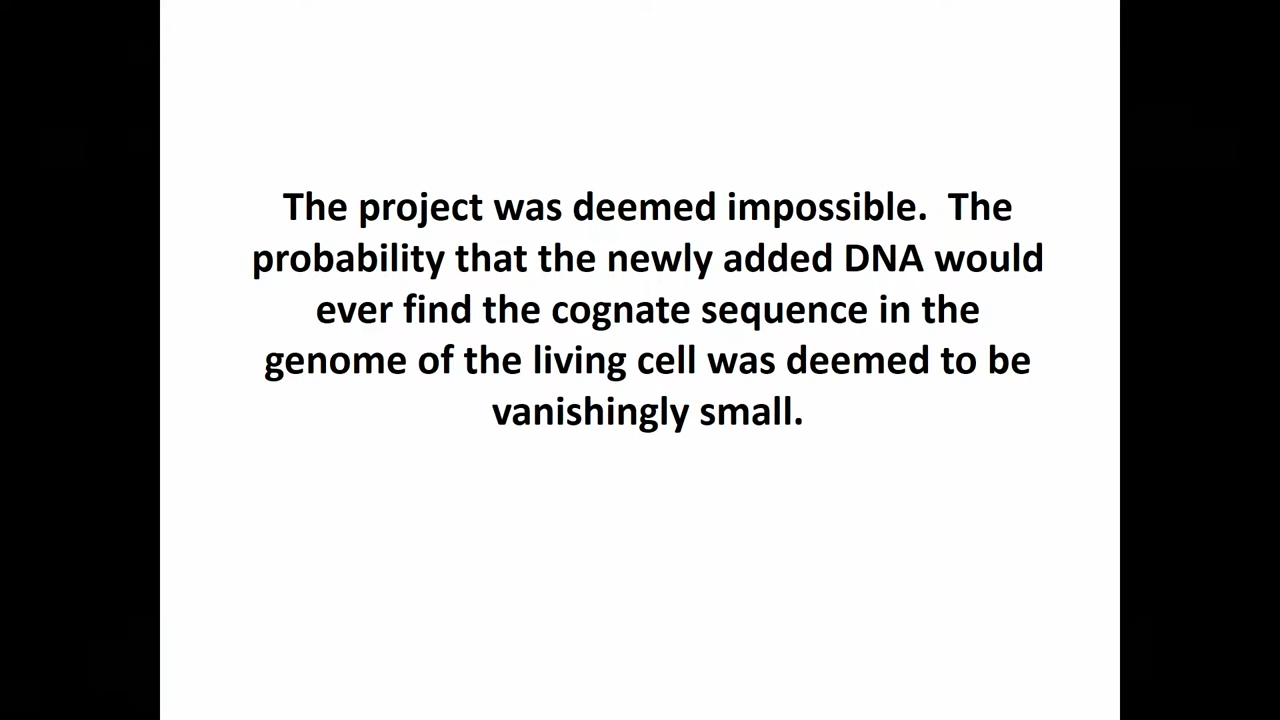 The project was deemed impossible.  The
probability that the newly added DNA would
ever find the cognate sequence in the
genome of the living cell was deemed to be
vanishingly small.